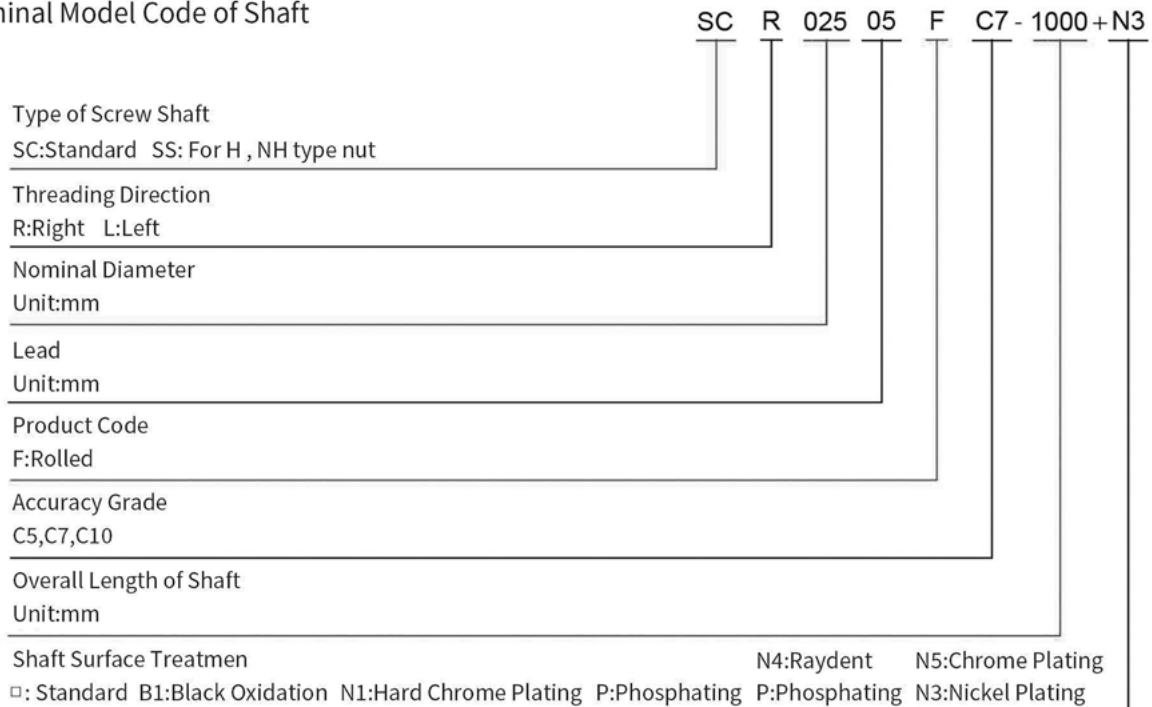 minal Model Code of Shaft
SC R 025 05 F C7 - 1000 + N3
Type of Screw Shaft
SC:Standard SS: For H , NH type nut
Threading Direction
R:Right L:Left
Nominal Diameter
Unit:mm
Lead
Unit:mm
Product Code
F:Rolled
Accuracy Grade
C5,C7,C10
Overall Length of Shaft
Unit:mm
Shaft Surface Treatmen N4:Raydent N5:Chrome Plating
□: Standard B1:Black Oxidation N1:Hard Chrome Plating P:Phosphating P:Phosphating N3:Nickel Plating